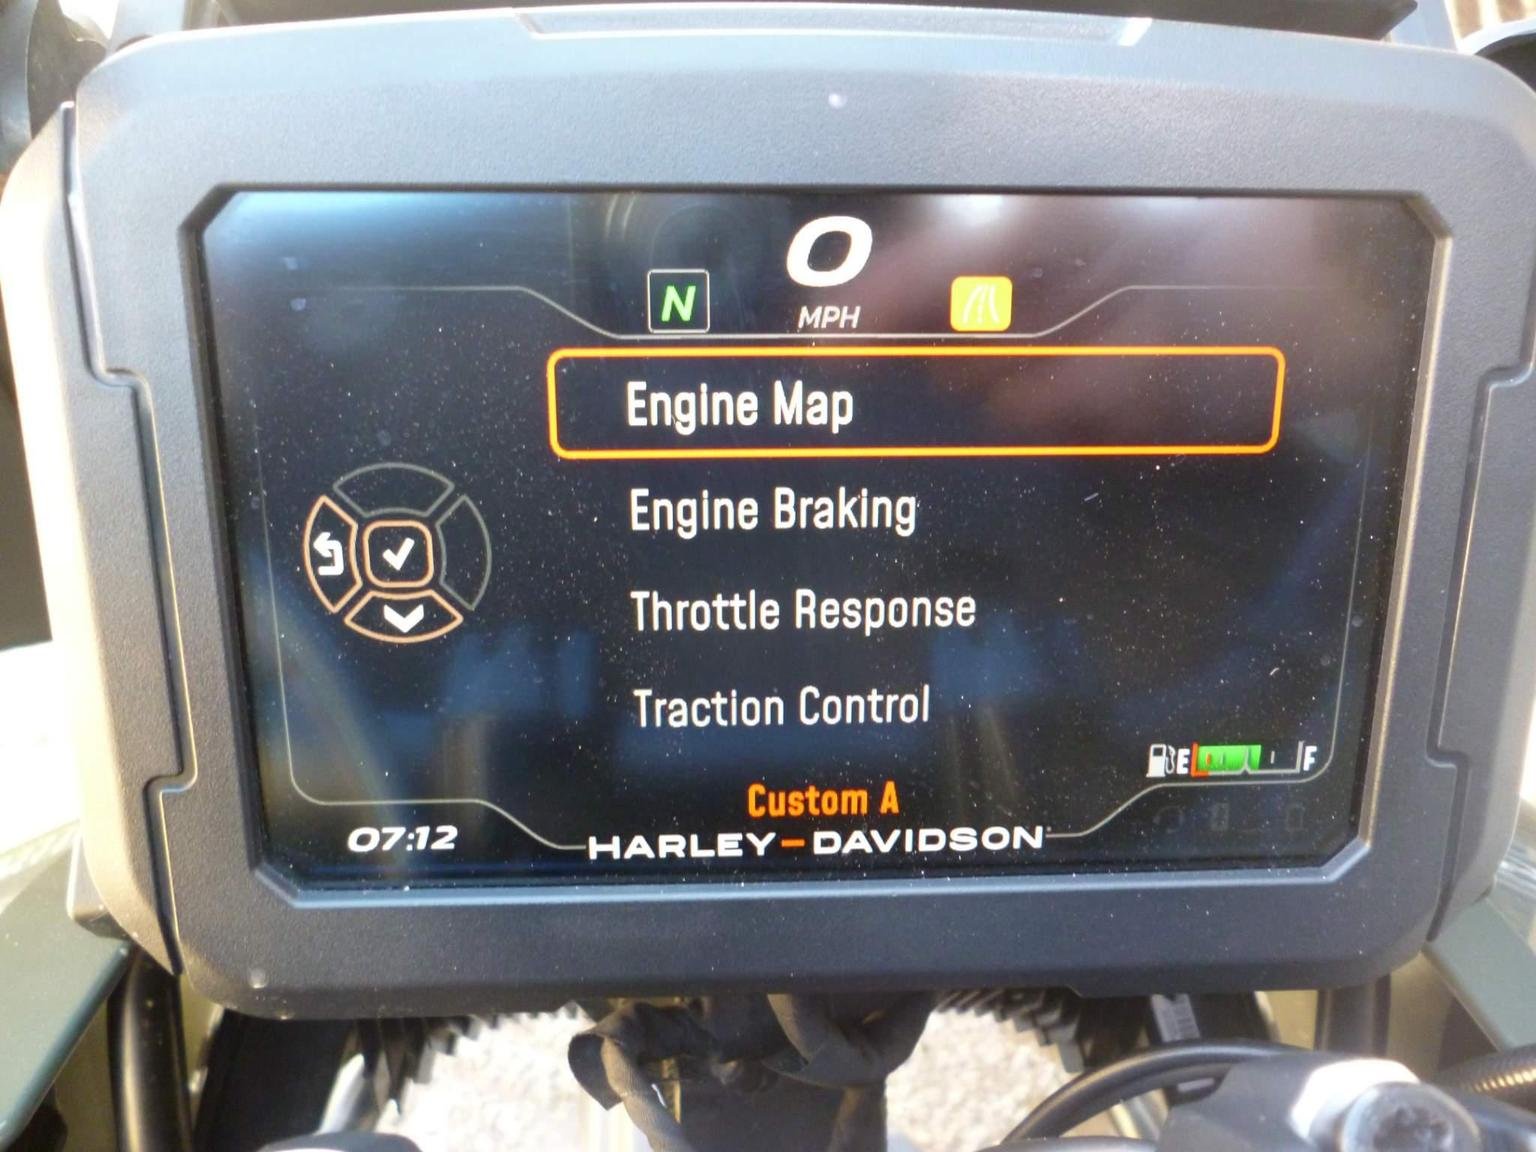 0
N
MPH
Engine Map
Engine Braking
Throttle Response
Traction Control
E F
Custom A
07:12
HARLEY-DAVIDSON